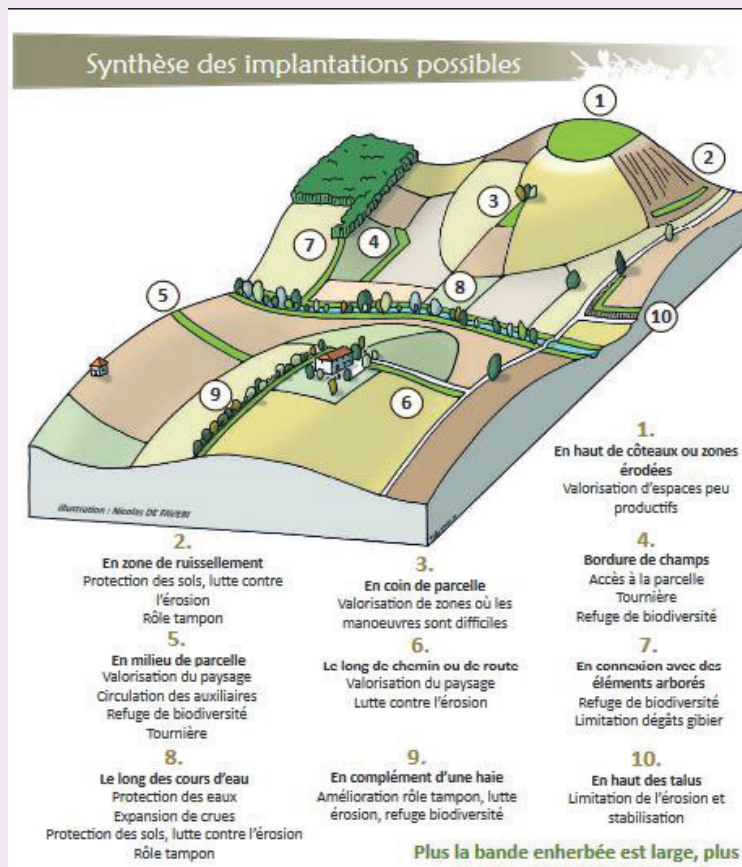 Synthèse des implantations possibles
1
2
3
4
5
6
7
8
9
10
illustration : Nicolas DE FAVERI
1.
En haut de côteaux ou zones
érodées
Valorisation d'espaces peu
productifs
2.
En zone de ruissellement
Protection des sols, lutte contre
l'érosion
Rôle tampon
3.
En coin de parcelle
Valorisation de zones où les
manoeuvres sont difficiles
4.
Bordure de champs
Accès à la parcelle
Tournière
Refuge de biodiversité
5.
En milieu de parcelle
Valorisation du paysage
Circulation des auxiliaires
Refuge de biodiversité
Tournière
6.
Le long de chemin ou de route
Valorisation du paysage
Lutte contre l'érosion
7.
En connexion avec des
éléments arborés
Refuge de biodiversité
Limitation dégâts gibier
8.
Le long des cours d'eau
Protection des eaux
Expansion de crues
Protection des sols, lutte contre l'érosion
Rôle tampon
9.
En complément d'une haie
Amélioration rôle tampon, lutte
érosion, refuge biodiversité
10.
En haut des talus
Limitation de l'érosion et
stabilisation
Plus la bande enherbée est large, plus